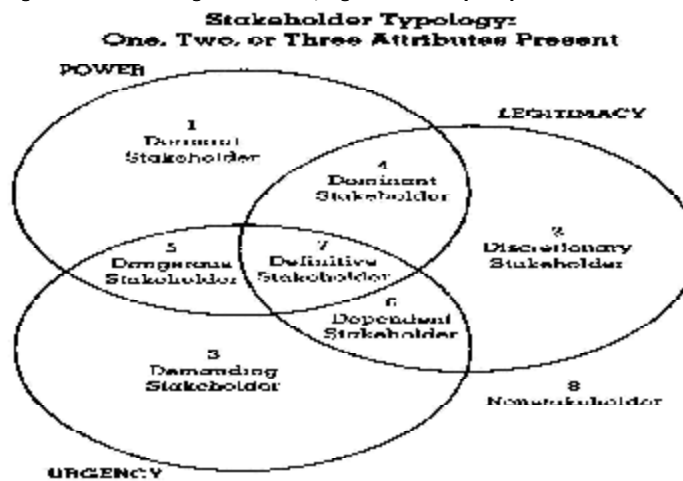 Stakeholder Typology:
One, Two, or Three Attributes Present
POWER
LEGITIMACY
1
Dormant
Stakeholder
4
Dominant
Stakeholder
2
Discretionary
Stakeholder
5
Dangerous
Stakeholder
7
Definitive
Stakeholder
6
Dependent
Stakeholder
3
Demanding
Stakeholder
8
Nonstakeholder
URGENCY